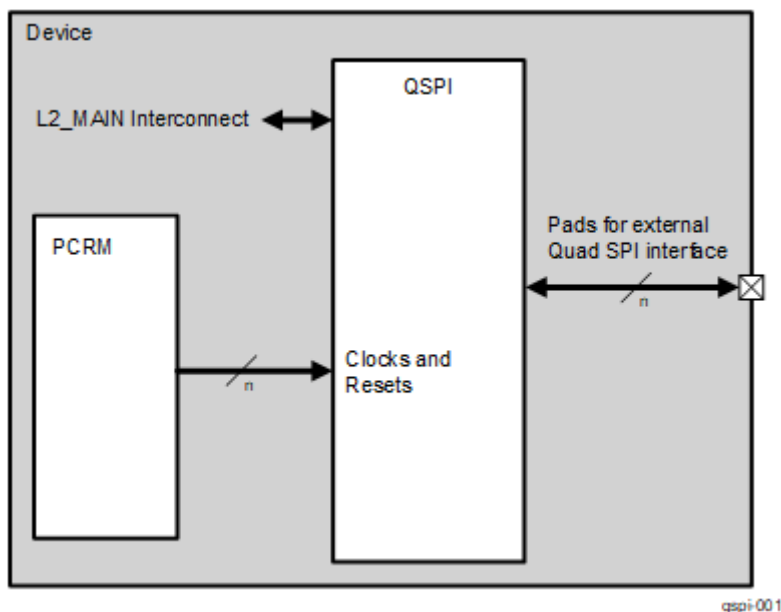 Device
QSPI
L2_MAIN Interconnect
PCRM
Pads for external
Quad SPI interface
n
Clocks and
Resets
n
qspi-001